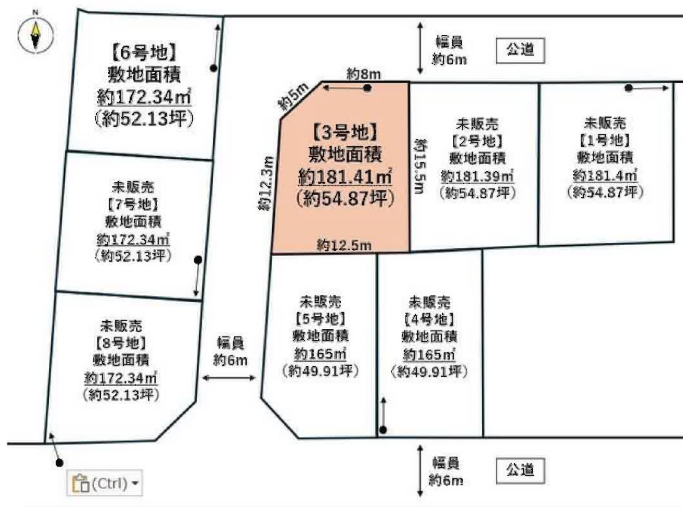 N
幅員
約6m
公道
【6号地】
敷地面積
約172.34㎡
(約52.13坪)
約8m
約5m
【3号地】
敷地面積
約181.41㎡
(約54.87坪)
約12.3m
約15.5m
約12.5m
未販売
【2号地】
敷地面積
約181.39㎡
(約54.87坪)
未販売
【1号地】
敷地面積
約181.4㎡
(約54.87坪)
未販売
【7号地】
敷地面積
約172.34㎡
(約52.13坪)
未販売
【8号地】
敷地面積
約172.34㎡
(約52.13坪)
幅員
約6m
未販売
【5号地】
敷地面積
約165㎡
(約49.91坪)
未販売
【4号地】
敷地面積
約165㎡
(約49.91坪)
幅員
約6m
公道
(Ctrl)